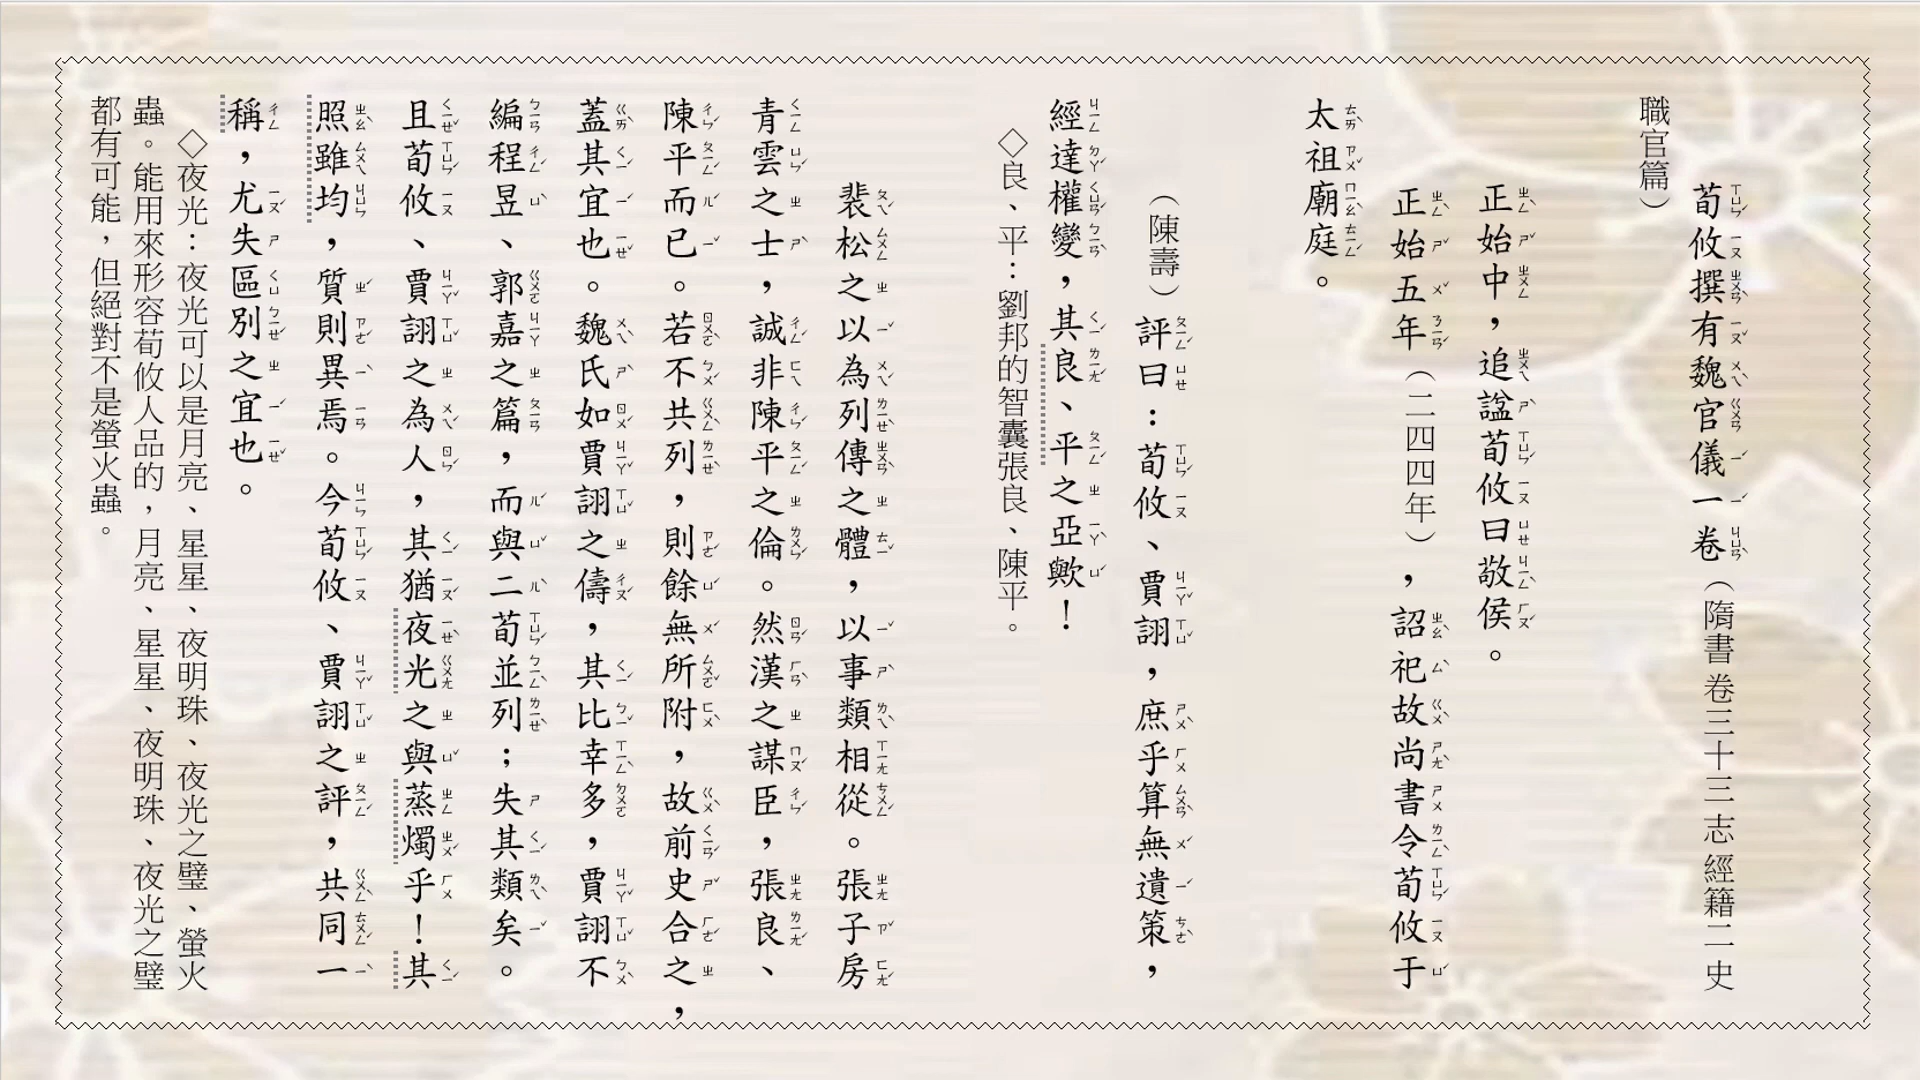 荀攸撰有魏官儀一卷（隋書 卷三十三志 經籍二 史
職官篇）
正始中，追諡荀攸曰敬侯。
正始五年（二四四年），詔祀故尚書令荀攸于
太祖廟庭。
（陳壽）評曰：荀攸、賈詡，庶乎算無遺策，
經達權變，其良、平之亞歟！
◇良、平：劉邦的智囊張良、陳平。
裴松之以為列傳之體，以事類相從。張子房
青雲之士，誠非陳平之倫。然漢之謀臣，張良、
陳平而已。若不共列，則餘無所附，故前史合之，
蓋其宜也。魏氏如賈詡之儔，其比幸多，賈詡不
編程昱、郭嘉之篇，而與二荀並列；失其類矣。
且荀攸、賈詡之為人，其猶夜光之與蒸燭乎！其
照雖均，質則異焉。今荀攸、賈詡之評，共同一
稱，尤失區別之宜也。
◇夜光：夜光可以是月亮、星星、夜明珠、夜光之璧、螢火
蟲。能用來形容荀攸人品的，月亮、星星、夜明珠、夜光之璧
都有可能，但絕對不是螢火蟲。